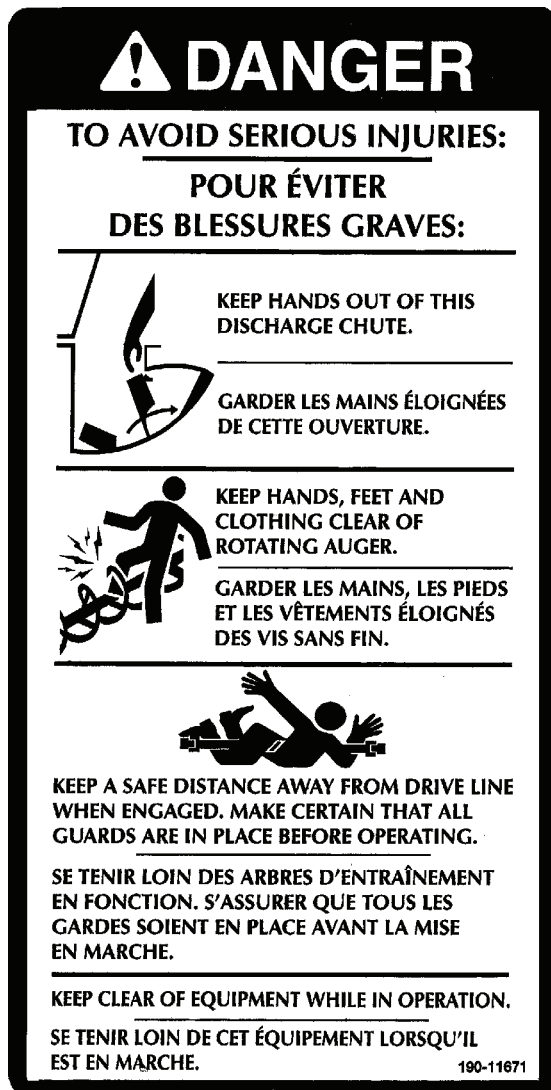 DANGER
TO AVOID SERIOUS INJURIES:
POUR ÉVITER
DES BLESSURES GRAVES:
KEEP HANDS OUT OF THIS
DISCHARGE CHUTE.
GARDER LES MAINS ÉLOIGNÉES
DE CETTE OUVERTURE.
KEEP HANDS, FEET AND
CLOTHING CLEAR OF
ROTATING AUGER.
GARDER LES MAINS, LES PIEDS
ET LES VÊTEMENTS ÉLOIGNÉS
DES VIS SANS FIN.
KEEP A SAFE DISTANCE AWAY FROM DRIVE LINE
WHEN ENGAGED. MAKE CERTAIN THAT ALL
GUARDS ARE IN PLACE BEFORE OPERATING.
SE TENIR LOIN DES ARBRES D'ENTRAÎNEMENT
EN FONCTION. S'ASSURER QUE TOUS LES
GARDES SOIENT EN PLACE AVANT LA MISE
EN MARCHE.
KEEP CLEAR OF EQUIPMENT WHILE IN OPERATION.
SE TENIR LOIN DE CET ÉQUIPEMENT LORSQU'IL
EST EN MARCHE.
190-11671